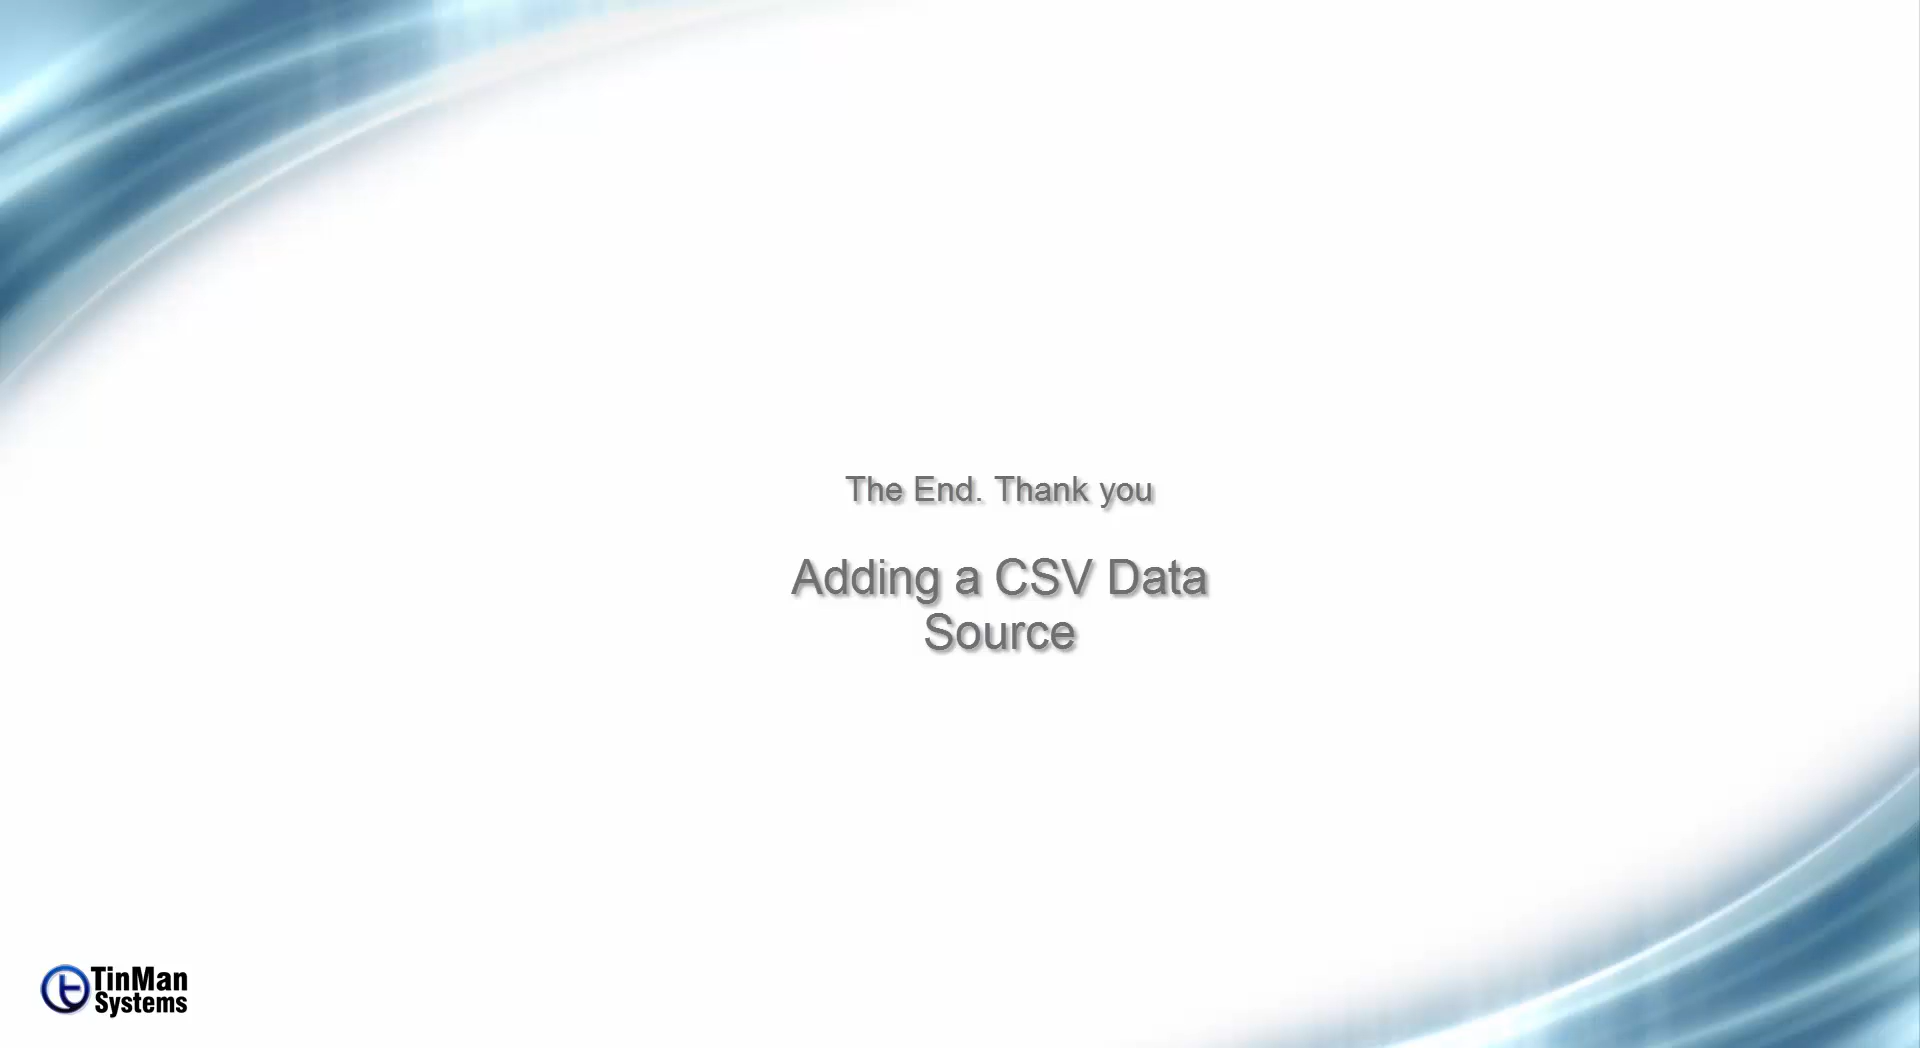 The End. Thank you
Adding a CSV Data
Source
TinMan
Systems